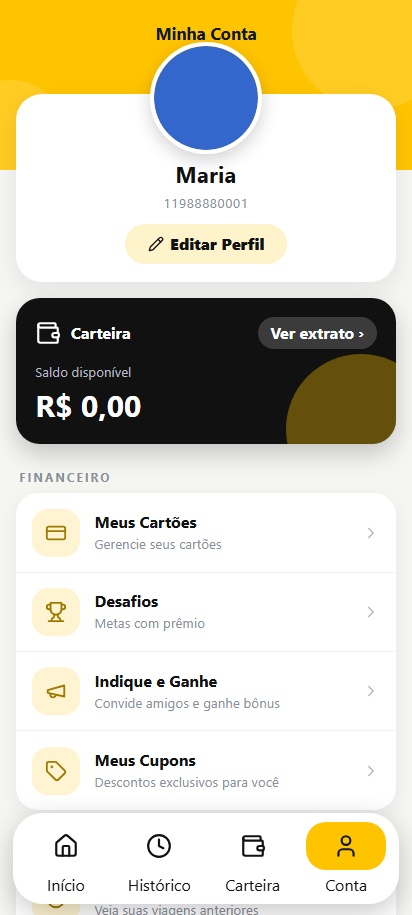 Minha Conta
Maria
11988880001
Editar Perfil
Carteira
Ver extrato ›
Saldo disponível
R$ 0,00
FINANCEIRO
Meus Cartões
Gerencie seus cartões
Desafios
Metas com prêmio
Indique e Ganhe
Convide amigos e ganhe bônus
Meus Cupons
Descontos exclusivos para você
Início
Histórico
Carteira
Conta
Veja suas viagens anteriores